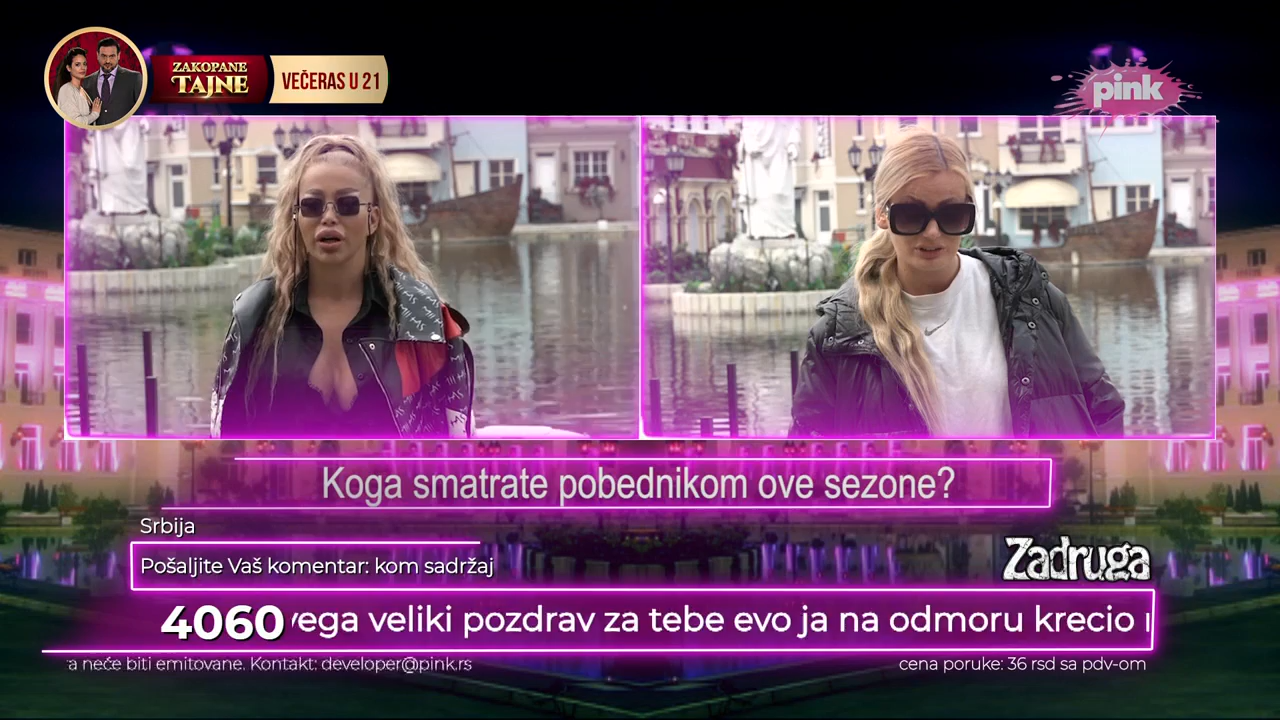 ZAKOPANE
TAJNE
VEČERAS U 21
pink
Koga smatrate pobednikom ove sezone?
Srbija
Pošaljite Vaš komentar: kom sadržaj
Zadruga
4060 vega veliki pozdrav za tebe evo ja na odmoru krecio
a neće biti emitovane. Kontakt: developer@pink.rs
cena poruke: 36 rsd sa pdv-om